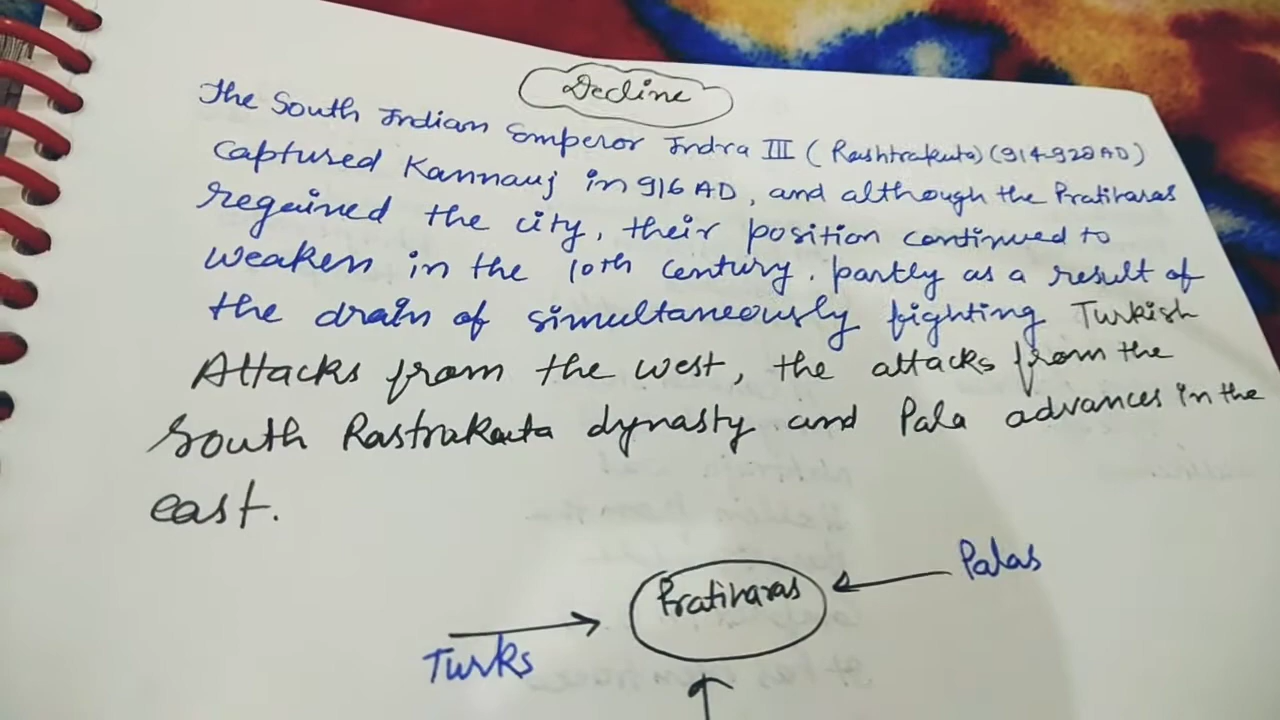 Decline
The South Indian Emperor Indra III (Rashtrakuta) (914-928 AD)
captured Kannauj in 916 AD, and although the Pratiharas
regained the city, their position continued to
weaken in the 10th century, partly as a result of
the drain of simultaneously fighting Turkish
Attacks from the west, the attacks from the
South Rastrakuta dynasty and Pala advances in the
east.
Palas
Pratiharas
Turks